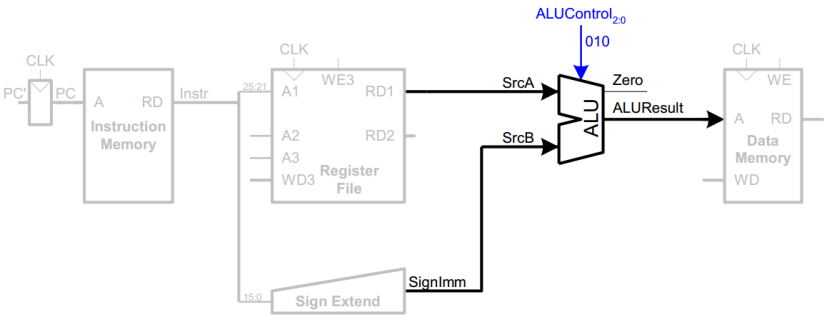 ALUControl2:0
010
CLK
CLK
CLK
PC'
PC
A
RD
Instruction
Memory
Instr
25:21
A1
WE3
RD1
A2
RD2
A3
WD3
Register
File
SrcA
SrcB
ALU
Zero
ALUResult
WE
A
RD
Data
Memory
WD
15:0
Sign Extend
SignImm